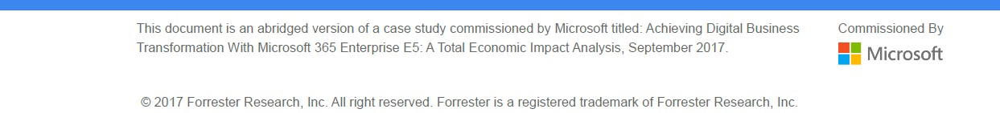 This document is an abridged version of a case study commissioned by Microsoft titled: Achieving Digital Business
Transformation With Microsoft 365 Enterprise E5: A Total Economic Impact Analysis, September 2017.
Commissioned By
Microsoft
© 2017 Forrester Research, Inc. All right reserved. Forrester is a registered trademark of Forrester Research, Inc.